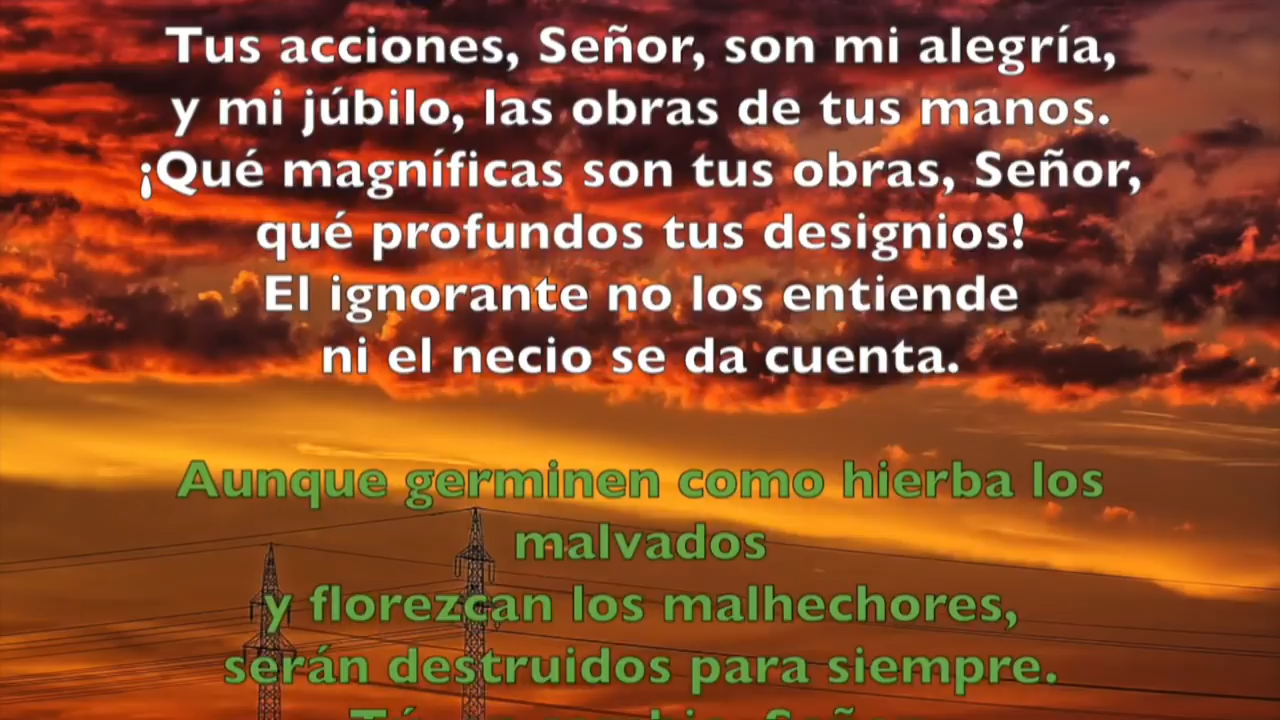 Tus acciones, Señor, son mi alegría,
y mi júbilo, las obras de tus manos.
¡Qué magníficas son tus obras, Señor,
qué profundos tus designios!
El ignorante no los entiende
ni el necio se da cuenta.
Aunque germinen como hierba los
malvados
y florezcan los malhechores,
serán destruidos para siempre.